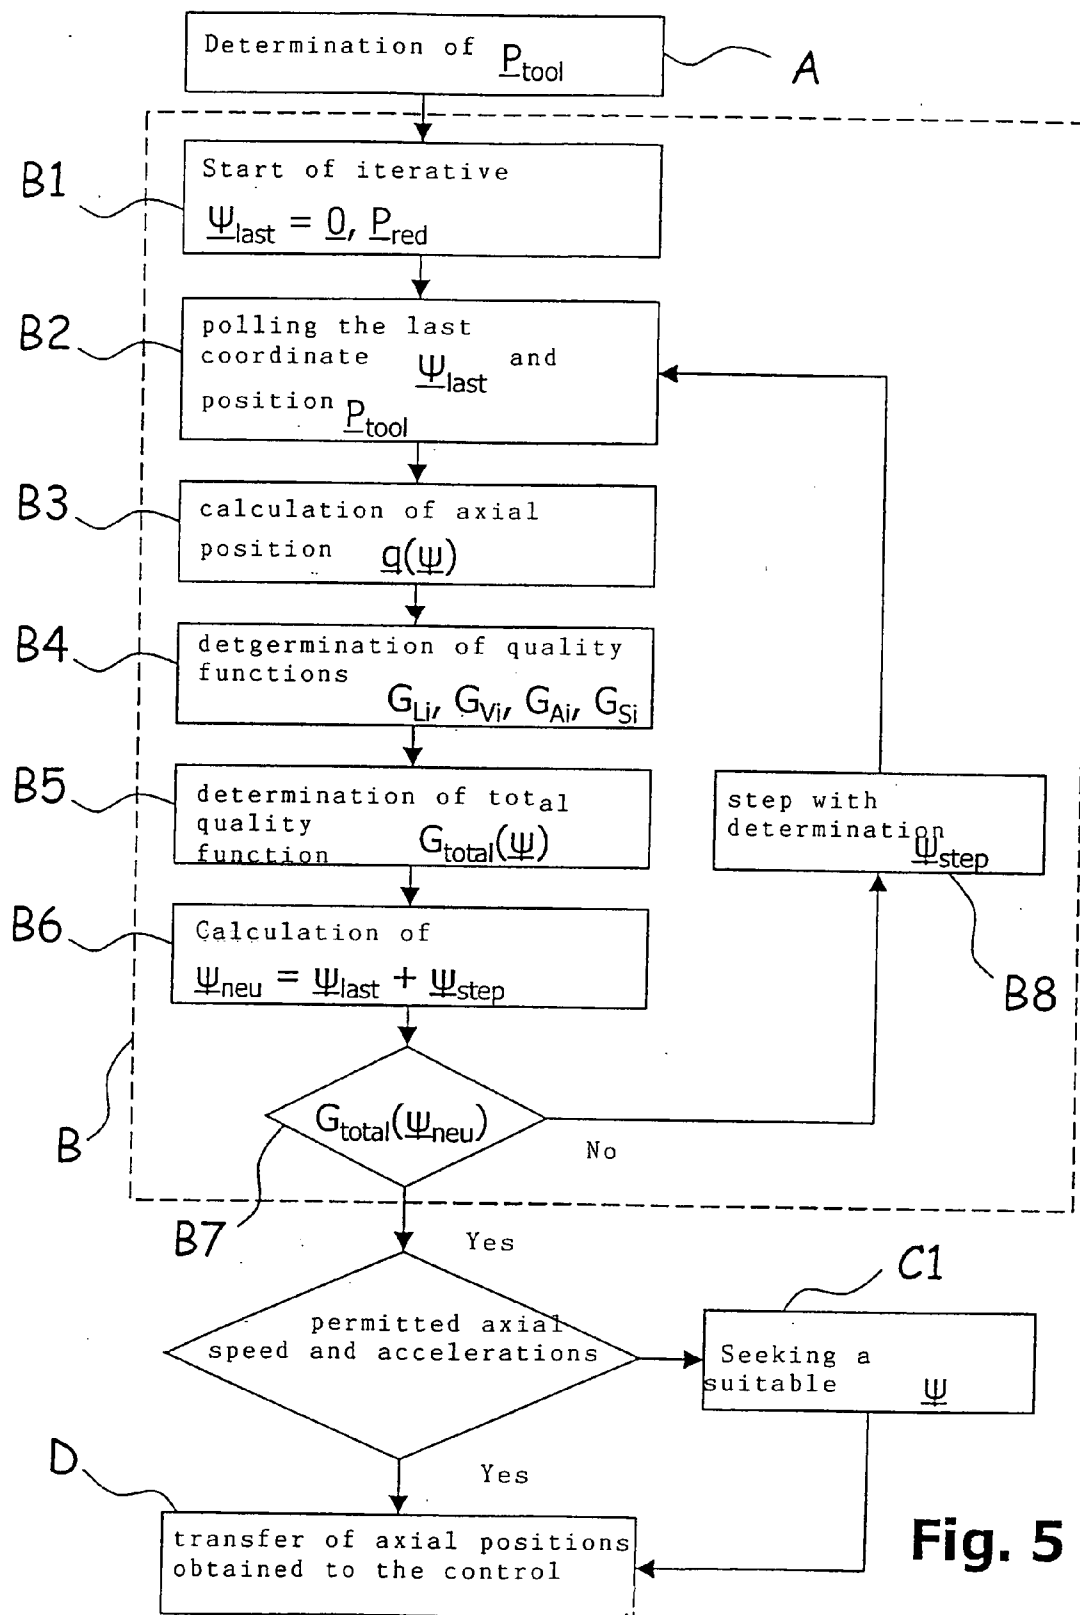 Determination of P_tool
A
B1
Start of iterative
Ψ_last = 0, P_red
B2
polling the last
coordinate Ψ_last and
position P_tool
B3
calculation of axial
position q(Ψ)
B4
detgermination of quality
functions
G_Li, G_Vi, G_Ai, G_Si
B5
determination of total
quality
function G_total(Ψ)
step with
determination
Ψ_step
B8
B6
Calculation of
Ψ_neu = Ψ_last + Ψ_step
B
G_total(Ψ_neu)
No
B7
Yes
C1
permitted axial
speed and accelerations
Seeking a
suitable Ψ
D
Yes
transfer of axial positions
obtained to the control
Fig. 5